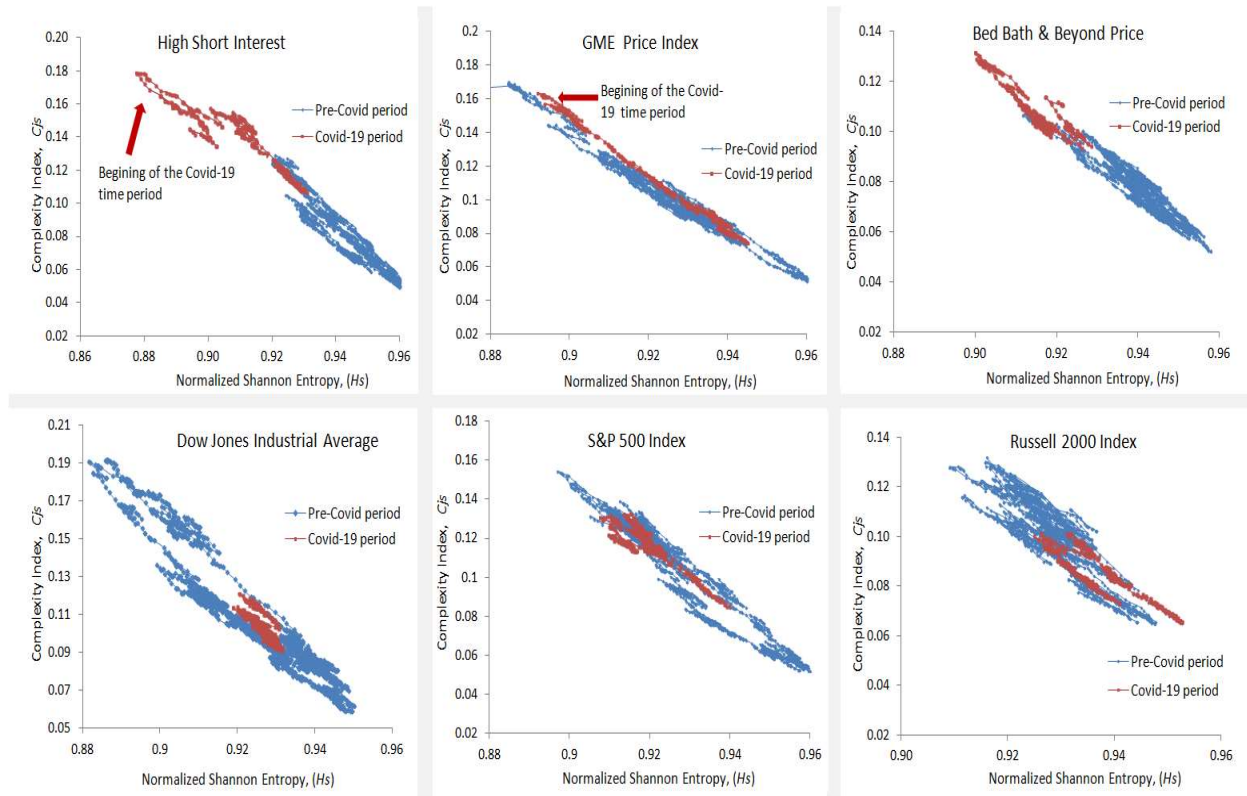 High Short Interest
Complexity Index, Cjs
0.20
0.18
0.16
0.14
0.12
0.10
0.08
0.06
0.04
0.02
Pre-Covid period
Covid-19 period
Begining of the Covid-19
time period
0.86
0.88
0.90
0.92
0.94
0.96
Normalized Shannon Entropy, (Hs)
GME Price Index
Complexity Index, Cjs
0.2
0.18
0.16
0.14
0.12
0.1
0.08
0.06
0.04
0.02
Begining of the Covid-
19 time period
Pre-Covid period
Covid-19 period
0.88
0.9
0.92
0.94
0.96
Normalized Shannon Entropy, (Hs)
Bed Bath & Beyond Price
Complexity Index, Cjs
0.14
0.12
0.10
0.08
0.06
0.04
0.02
Pre-Covid period
Covid-19 period
0.88
0.90
0.92
0.94
0.96
Normalized Shannon Entropy, (Hs)
Dow Jones Industrial Average
Complexity Index, Cjs
0.21
0.19
0.17
0.15
0.13
0.11
0.09
0.07
0.05
Pre-Covid period
Covid-19 period
0.88
0.9
0.92
0.94
0.96
Normalized Shannon Entropy, (Hs)
S&P 500 Index
Complexity Index, Cjs
0.18
0.16
0.14
0.12
0.1
0.08
0.06
0.04
0.02
Pre-Covid period
Covid-19 period
0.88
0.9
0.92
0.94
0.96
Normalized Shannon Entropy, (Hs)
Russell 2000 Index
Complexity Index, Cjs
0.14
0.12
0.10
0.08
0.06
0.04
0.02
Pre-Covid period
Covid-19 period
0.90
0.92
0.94
0.96
Normalized Shannon Entropy, (Hs)